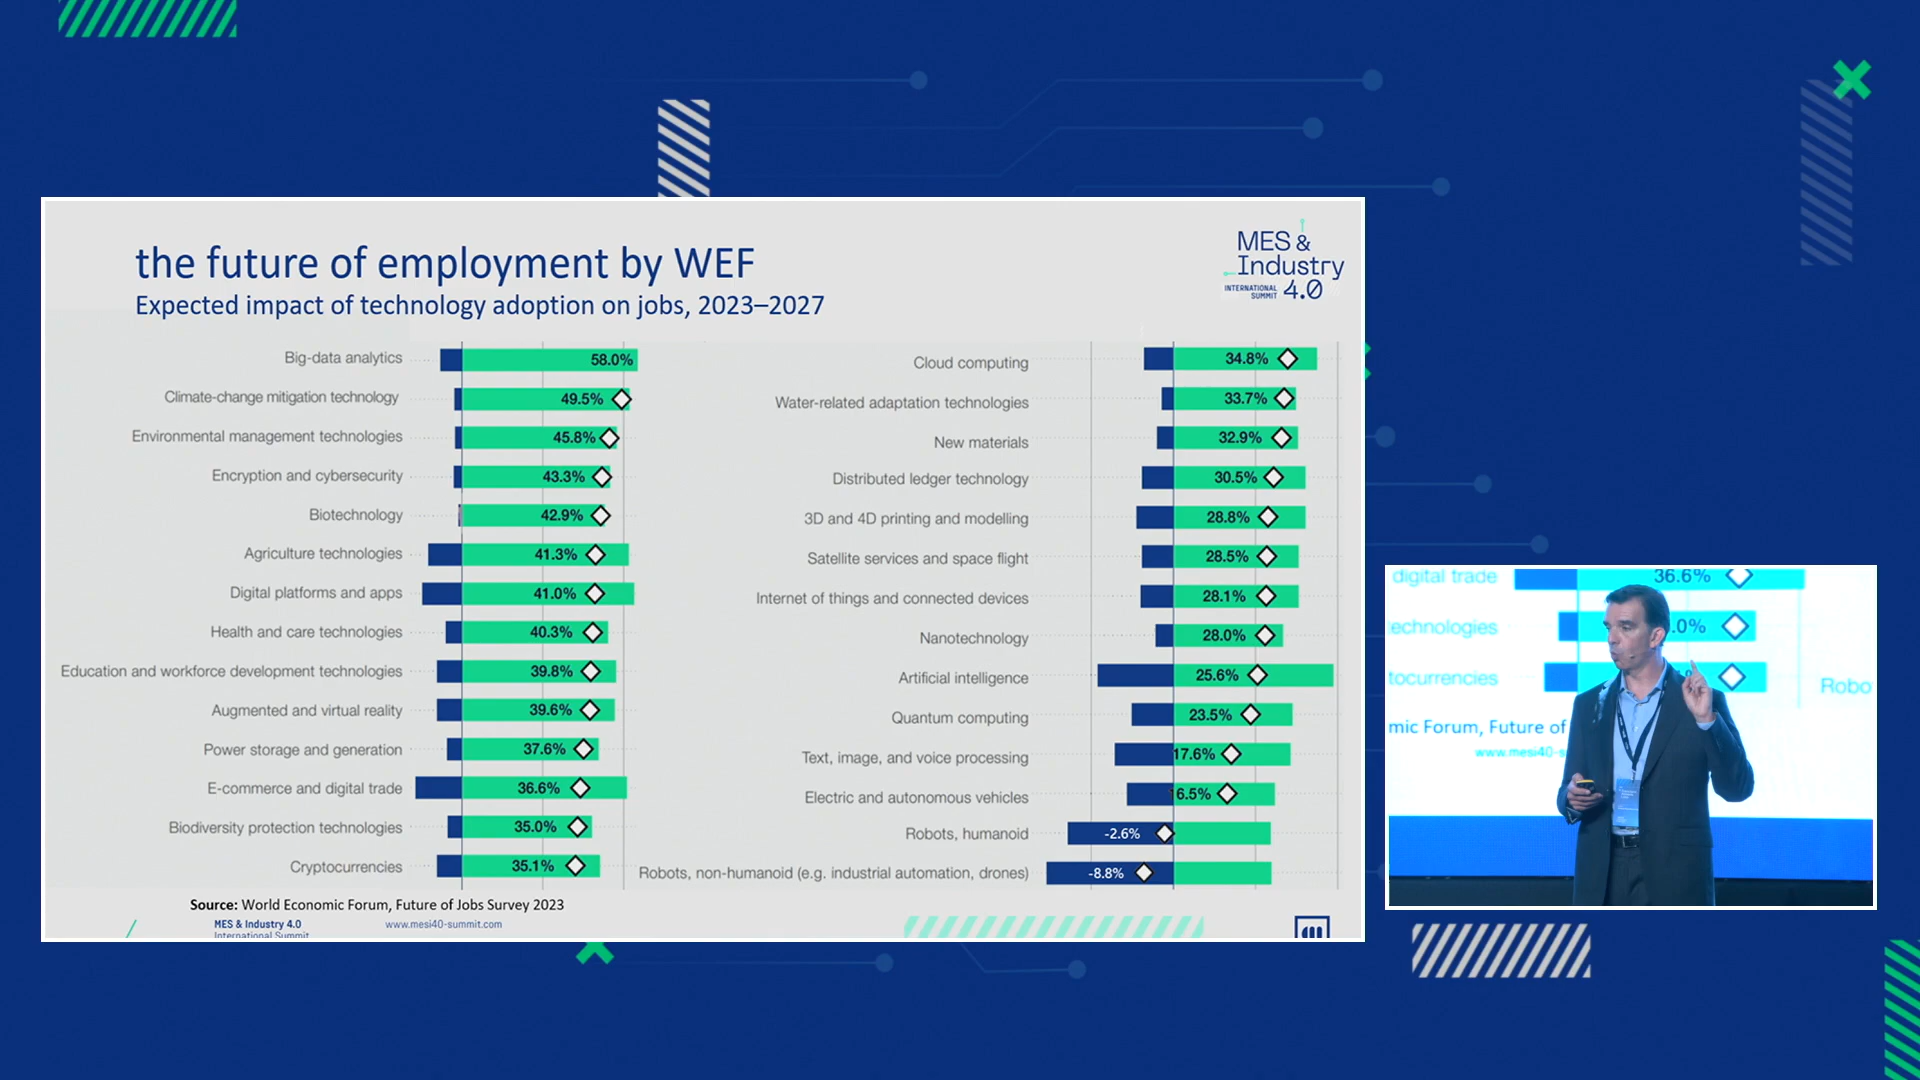 the future of employment by WEF
Expected impact of technology adoption on jobs, 2023–2027
MES &
Industry
INTERNATIONAL
SUMMIT
4.0
Big-data analytics 58.0%
Climate-change mitigation technology 49.5%
Environmental management technologies 45.8%
Encryption and cybersecurity 43.3%
Biotechnology 42.9%
Agriculture technologies 41.3%
Digital platforms and apps 41.0%
Health and care technologies 40.3%
Education and workforce development technologies 39.8%
Augmented and virtual reality 39.6%
Power storage and generation 37.6%
E-commerce and digital trade 36.6%
Biodiversity protection technologies 35.0%
Cryptocurrencies 35.1%
Cloud computing 34.8%
Water-related adaptation technologies 33.7%
New materials 32.9%
Distributed ledger technology 30.5%
3D and 4D printing and modelling 28.8%
Satellite services and space flight 28.5%
Internet of things and connected devices 28.1%
Nanotechnology 28.0%
Artificial intelligence 25.6%
Quantum computing 23.5%
Text, image, and voice processing 17.6%
Electric and autonomous vehicles 16.5%
Robots, humanoid -2.6%
Robots, non-humanoid (e.g. industrial automation, drones) -8.8%
Source: World Economic Forum, Future of Jobs Survey 2023
MES & Industry 4.0
International Summit
www.mesi40-summit.com
digital trade 36.6%
echnologies .0%
tocurrencies
Robo
mic Forum, Future of
www.mesi40-s